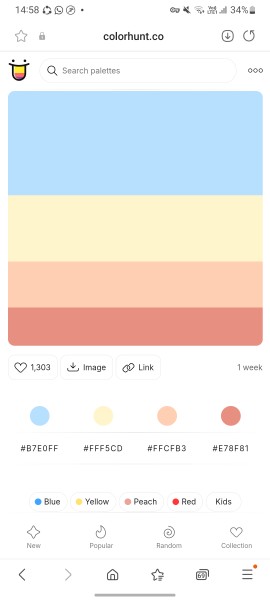 14:58
34%
colorhunt.co
Search palettes
1,303
Image
Link
1 week
#B7E0FF
#FFF5CD
#FFCFB3
#E78F81
Blue
Yellow
Peach
Red
Kids
New
Popular
Random
Collection